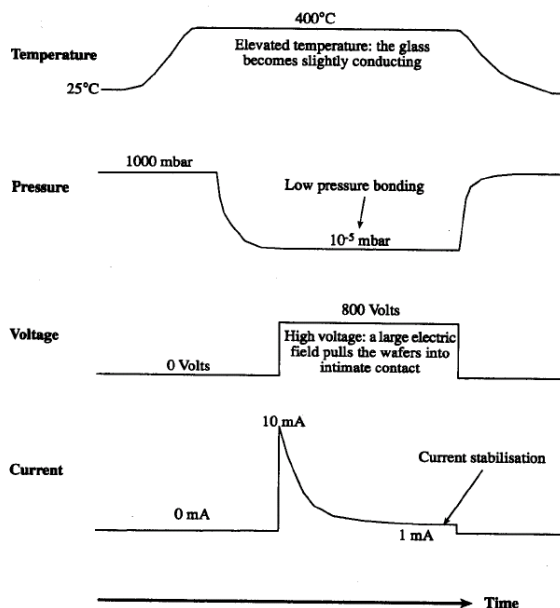 400°C
Temperature
Elevated temperature: the glass
becomes slightly conducting
25°C
1000 mbar
Pressure
Low pressure bonding
10⁻⁵ mbar
800 Volts
Voltage
High voltage: a large electric
field pulls the wafers into
intimate contact
0 Volts
10 mA
Current
Current stabilisation
0 mA
1 mA
Time